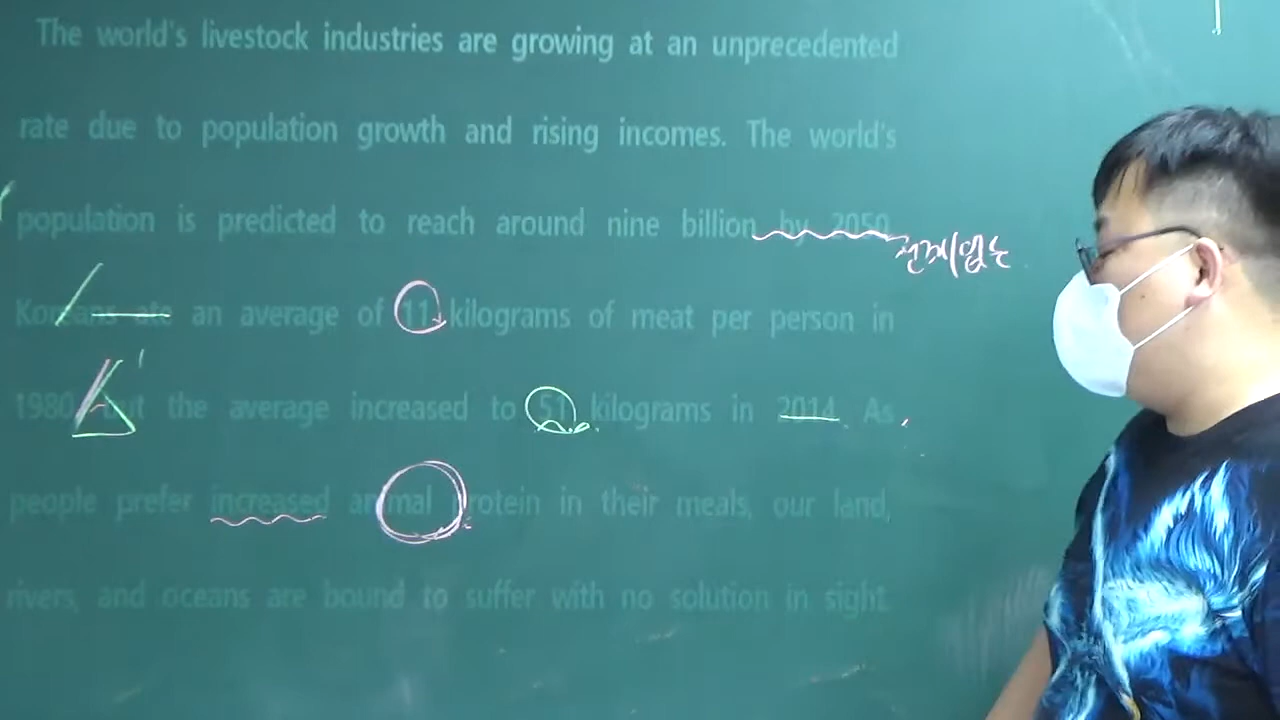 The world's livestock industries are growing at an unprecedented
rate due to population growth and rising incomes. The world's
population is predicted to reach around nine billion by 2050
전례없는
Koreans ate an average of 11 kilograms of meat per person in
1980, but the average increased to 51 kilograms in 2014. As
people prefer increased animal protein in their meals, our land,
rivers, and oceans are bound to suffer with no solution in sight.